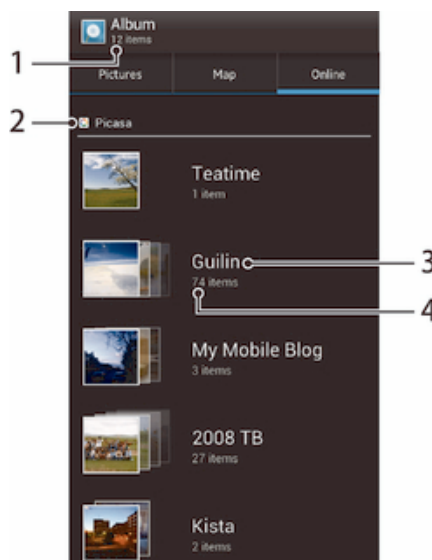 Album
12 items
1
Pictures Map Online
2
Picasa
Teatime
1 item
Guilin
3
74 items
4
My Mobile Blog
3 items
2008 TB
27 items
Kista
2 items